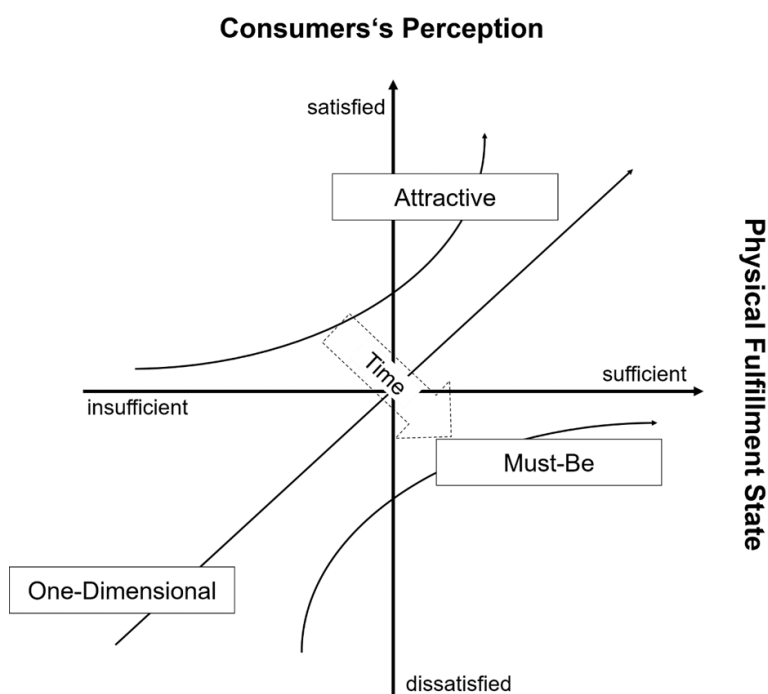 Consumers‘s Perception
satisfied
Attractive
Physical Fulfillment State
Time
sufficient
insufficient
Must-Be
One-Dimensional
dissatisfied